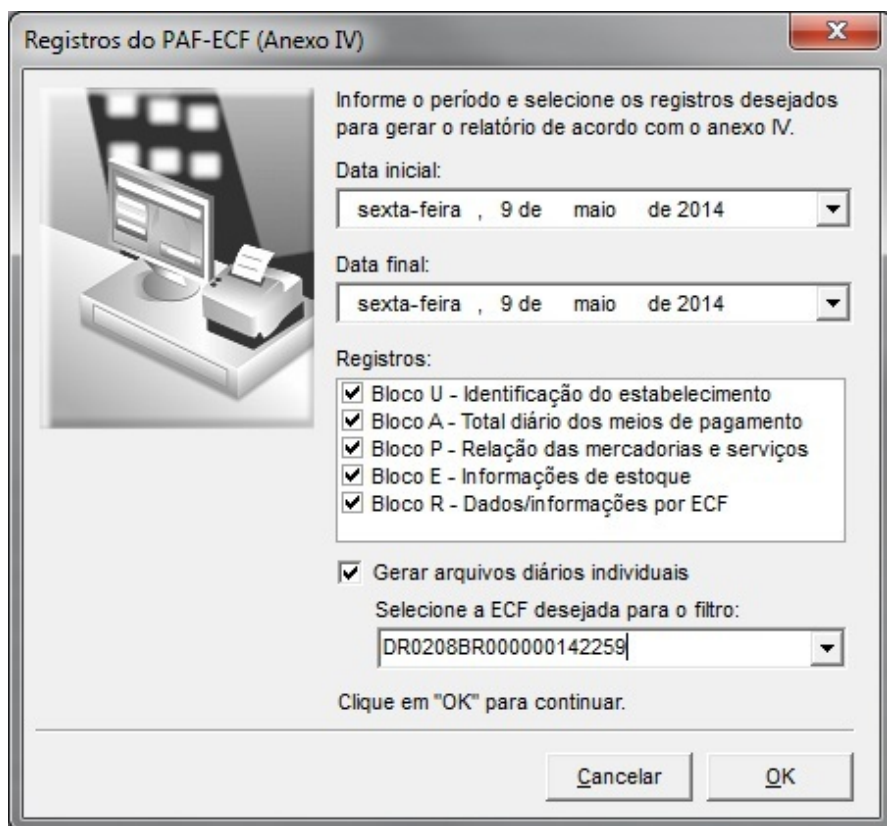 Registros do PAF-ECF (Anexo IV)
Informe o período e selecione os registros desejados
para gerar o relatório de acordo com o anexo IV.
Data inicial:
sexta-feira , 9 de maio de 2014
Data final:
sexta-feira , 9 de maio de 2014
Registros:
Bloco U - Identificação do estabelecimento
Bloco A - Total diário dos meios de pagamento
Bloco P - Relação das mercadorias e serviços
Bloco E - Informações de estoque
Bloco R - Dados/informações por ECF
Gerar arquivos diários individuais
Selecione a ECF desejada para o filtro:
DR0208BR000000142259
Clique em "OK" para continuar.
Cancelar OK